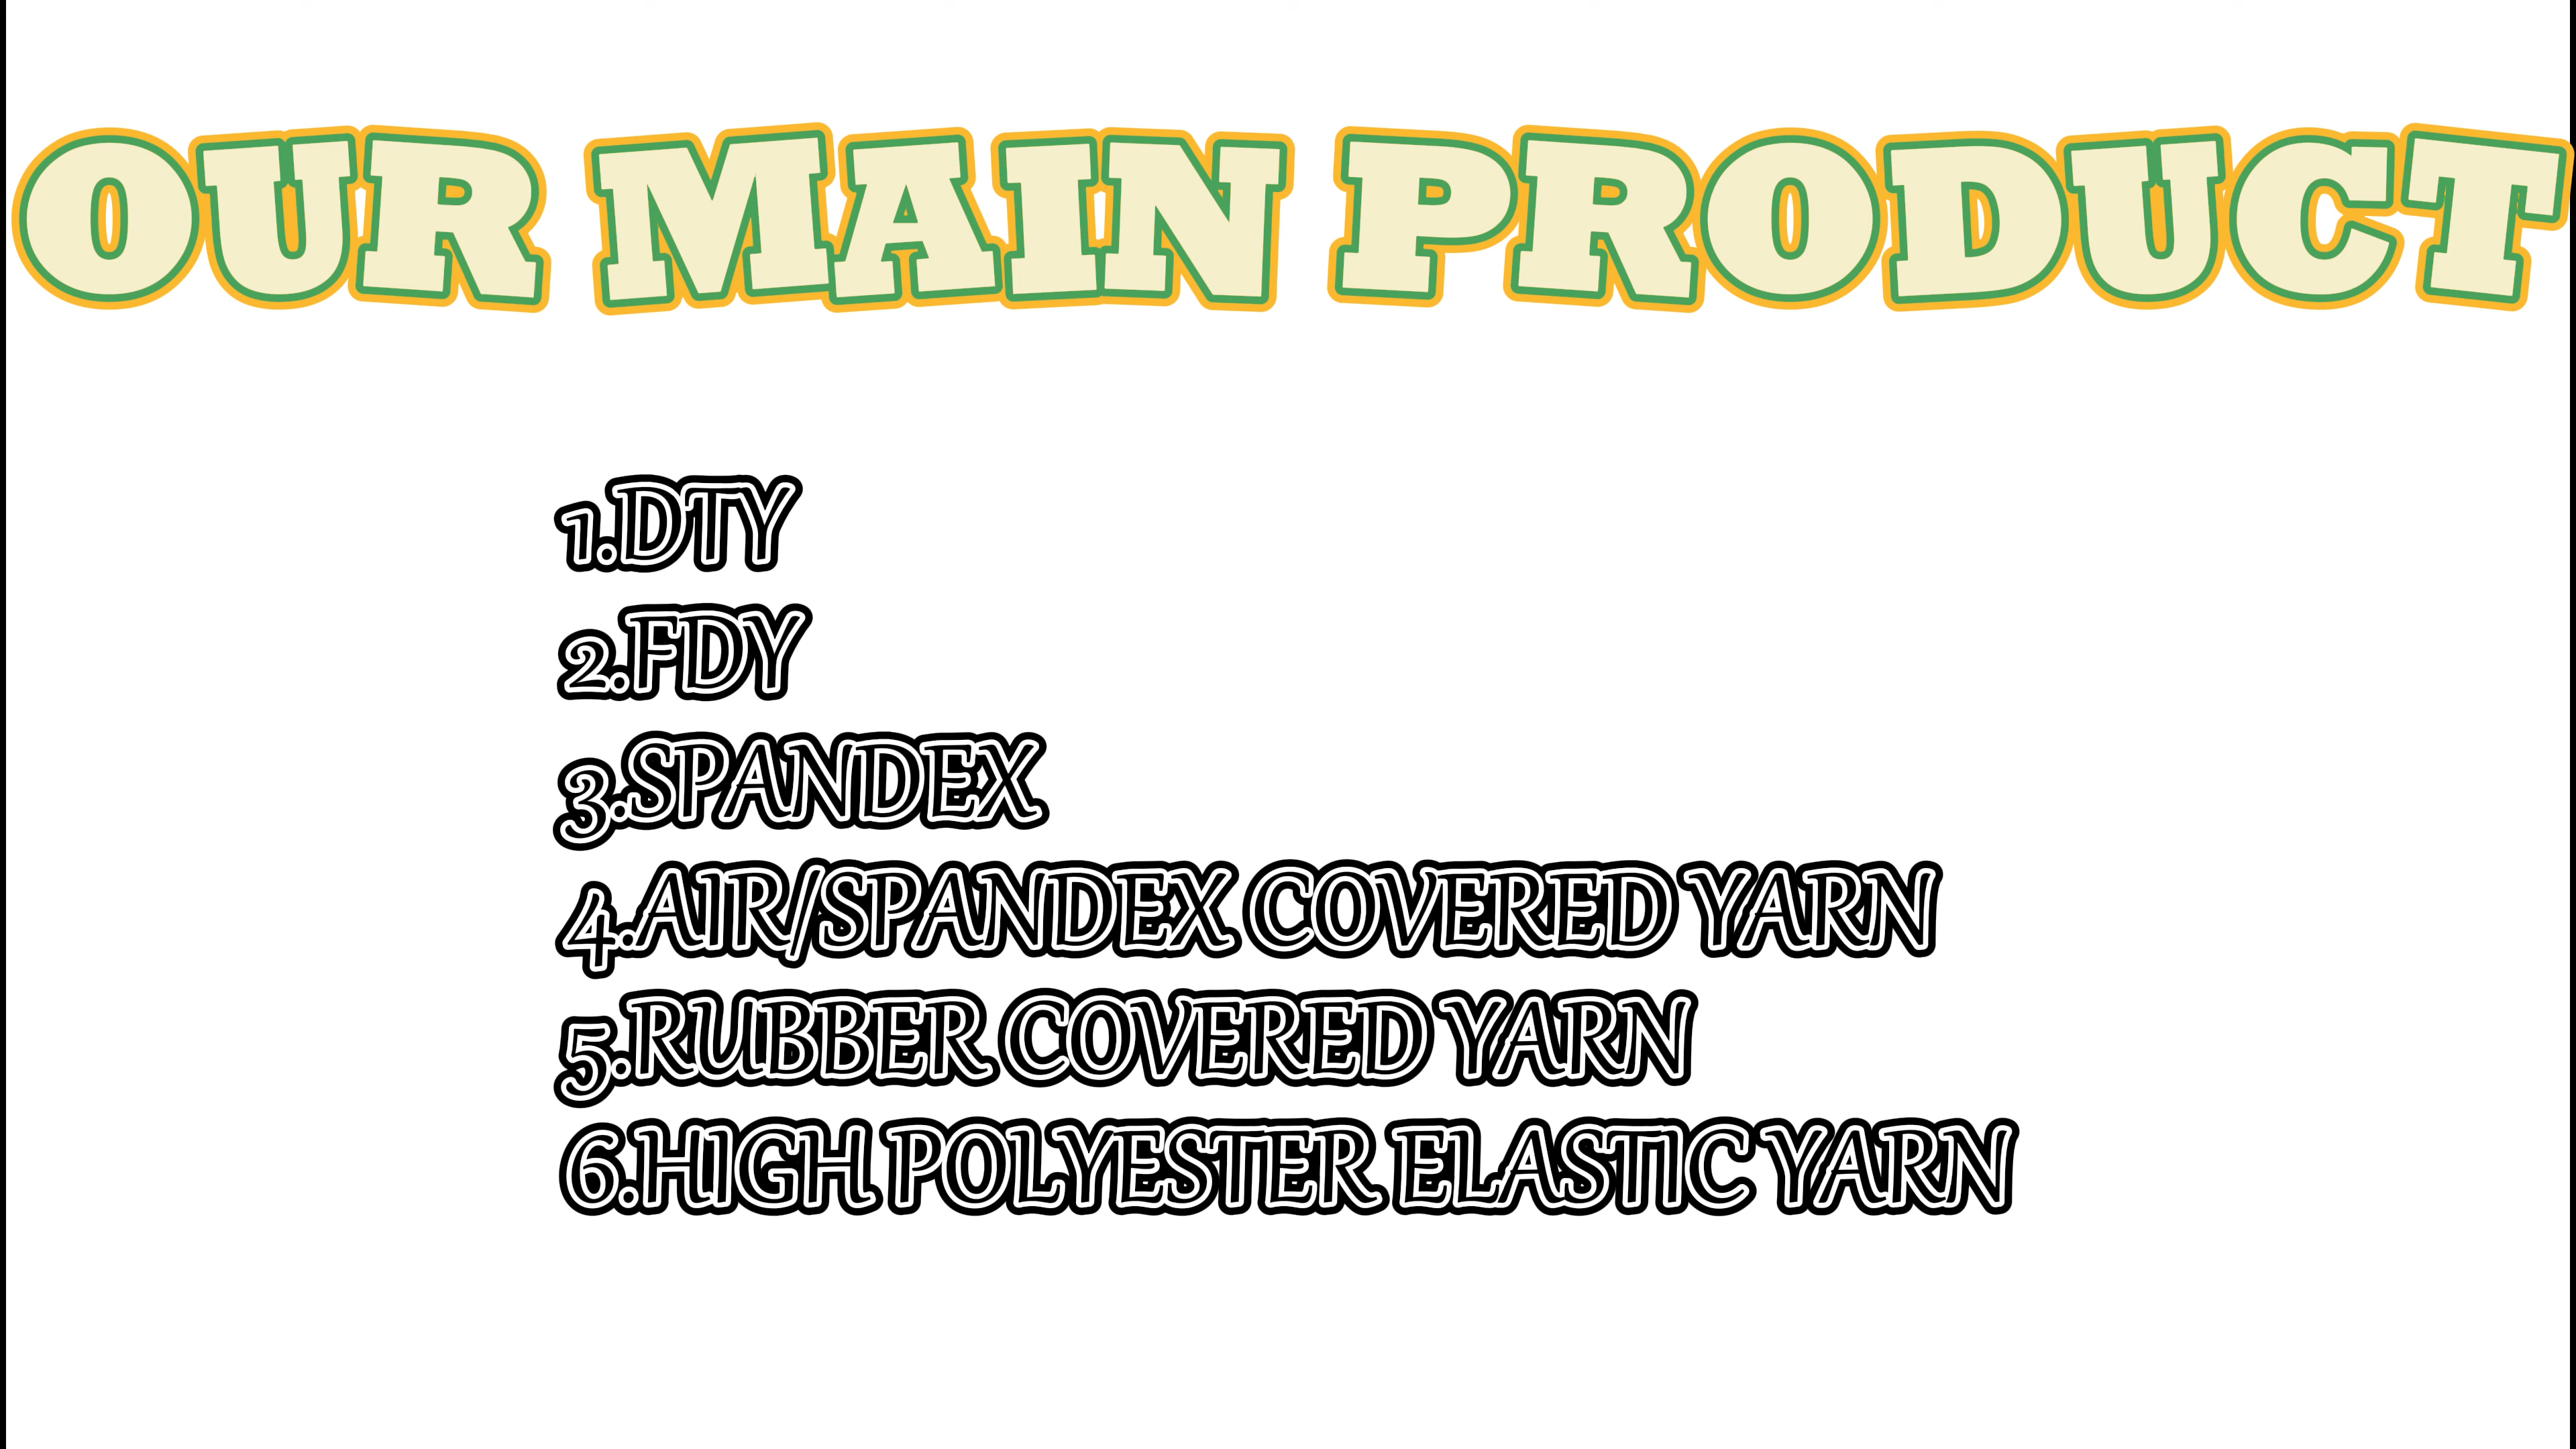 OUR MAIN PRODUCT
1.DTY
2.FDY
3.SPANDEX
4.AIR/SPANDEX COVERED YARN
5.RUBBER COVERED YARN
6.HIGH POLYESTER ELASTIC YARN